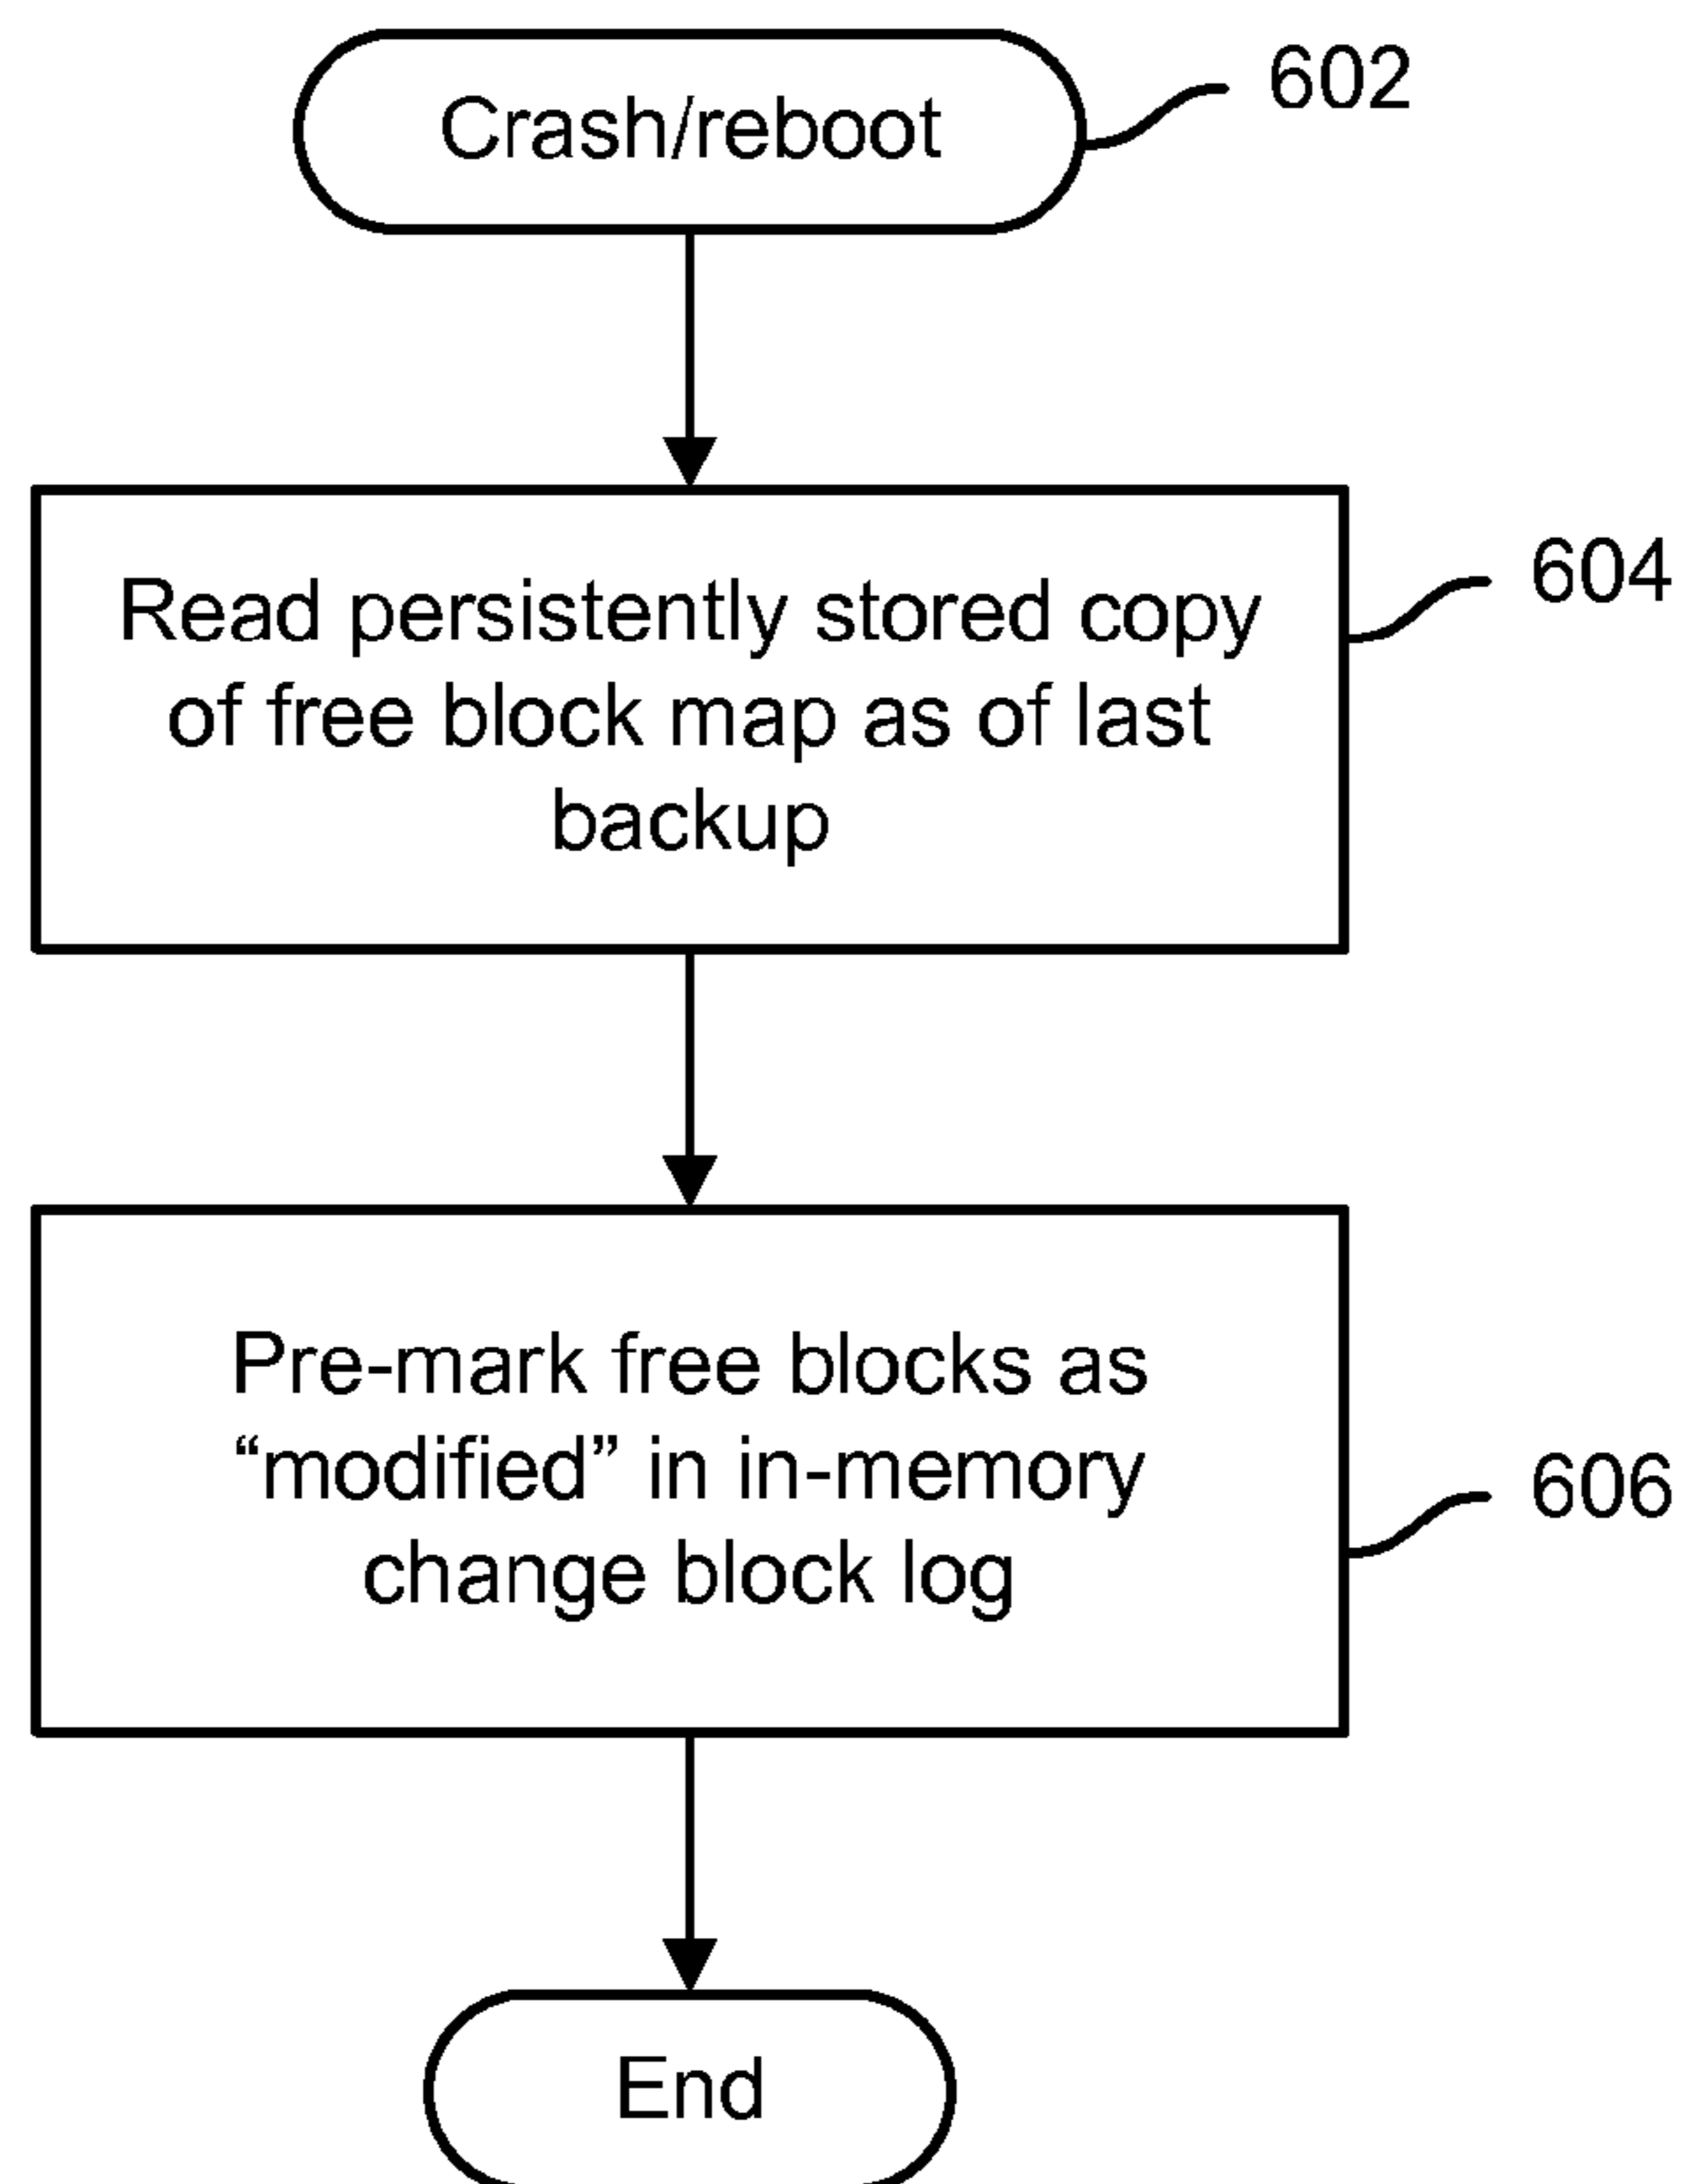 Crash/reboot
602
Read persistently stored copy
of free block map as of last
backup
604
Pre-mark free blocks as
“modified” in in-memory
change block log
606
End